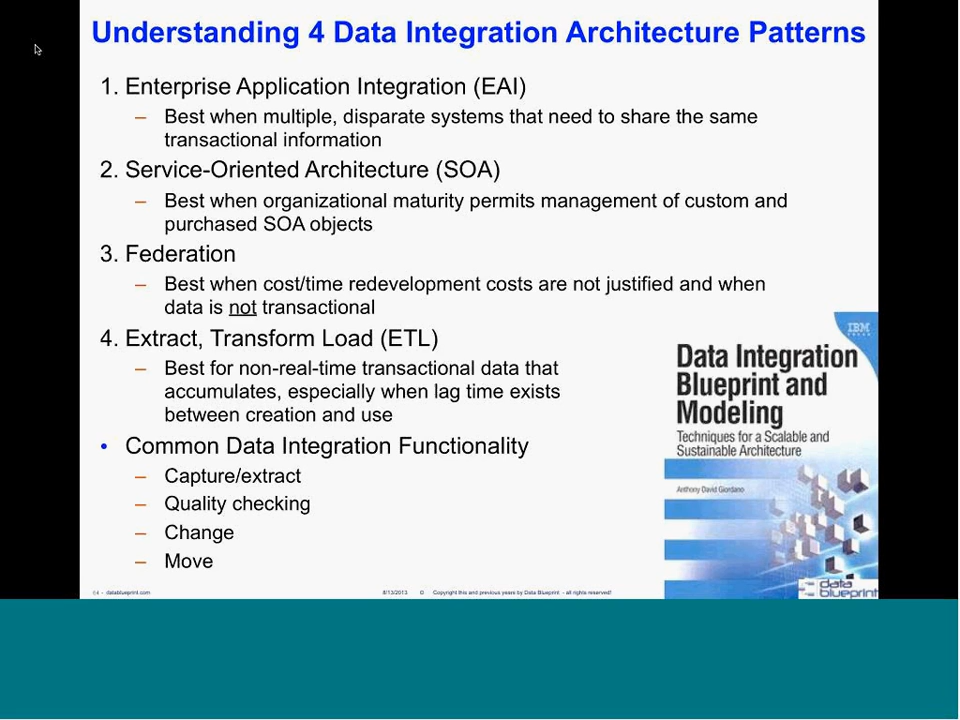 Understanding 4 Data Integration Architecture Patterns
1. Enterprise Application Integration (EAI)
– Best when multiple, disparate systems that need to share the same
transactional information
2. Service-Oriented Architecture (SOA)
– Best when organizational maturity permits management of custom and
purchased SOA objects
3. Federation
– Best when cost/time redevelopment costs are not justified and when
data is not transactional
4. Extract, Transform Load (ETL)
– Best for non-real-time transactional data that
accumulates, especially when lag time exists
between creation and use
• Common Data Integration Functionality
– Capture/extract
– Quality checking
– Change
– Move
IBM
Data Integration
Blueprint and
Modeling
Techniques for a Scalable and
Sustainable Architecture
Anthony David Giordano
data
blueprint
- datablueprint.com
8/13/2013 © Copyright this and previous years by Data Blueprint - all rights reserved!